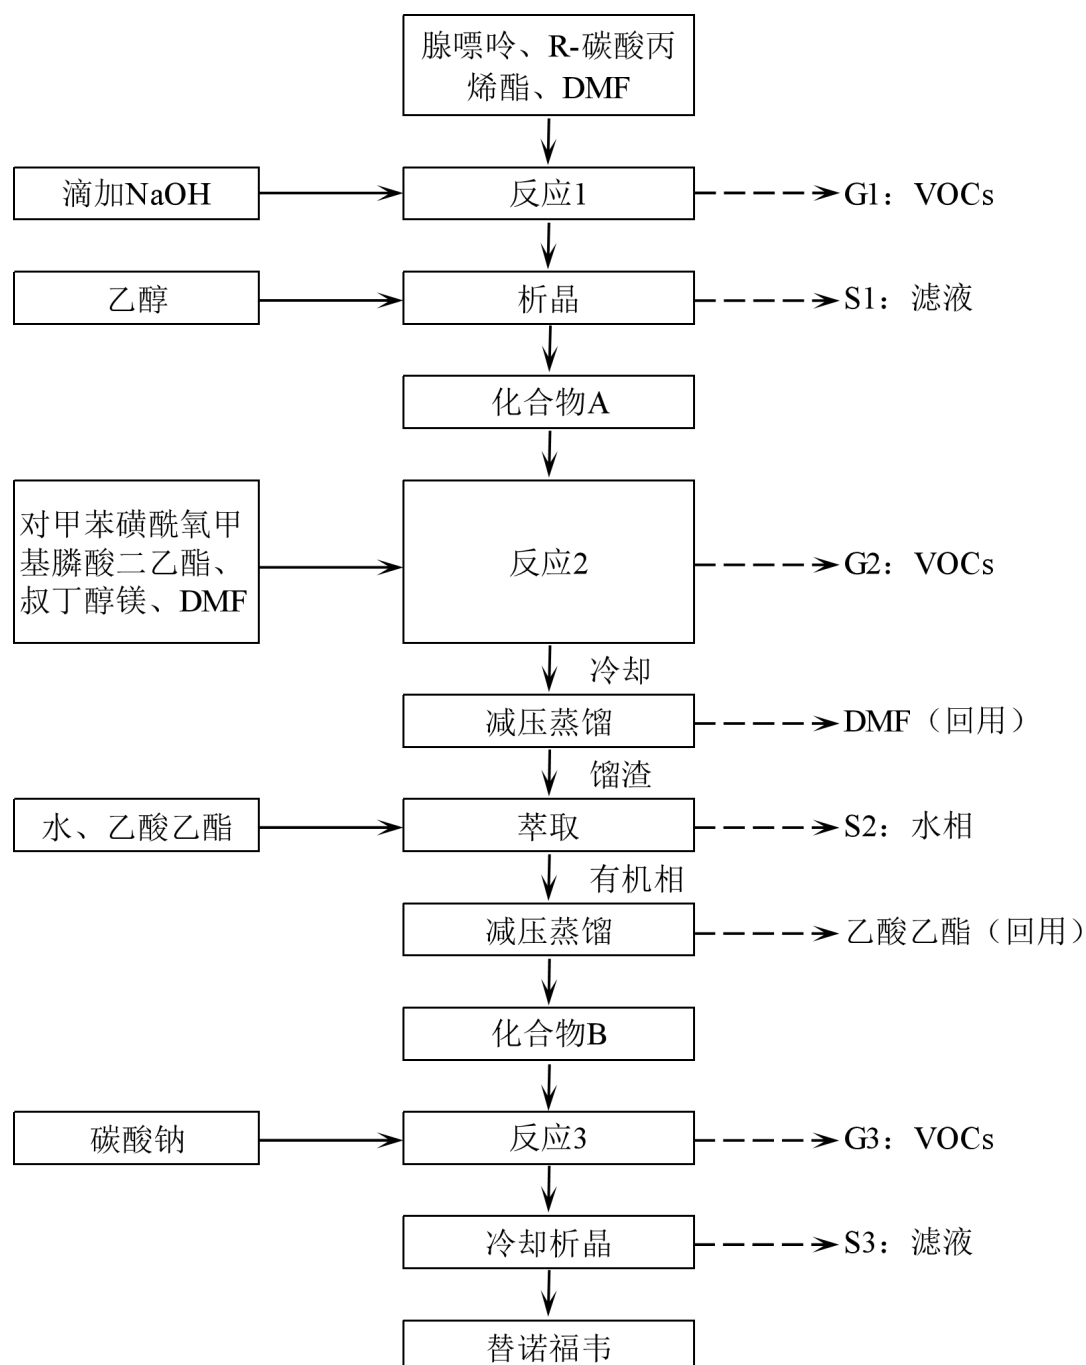 腺嘌呤、R-碳酸丙
烯酯、DMF
滴加NaOH
反应1
G1：VOCs
乙醇
析晶
S1：滤液
化合物A
对甲苯磺酰氧甲
基膦酸二乙酯、
叔丁醇镁、DMF
反应2
G2：VOCs
冷却
减压蒸馏
DMF（回用）
馏渣
水、乙酸乙酯
萃取
S2：水相
有机相
减压蒸馏
乙酸乙酯（回用）
化合物B
碳酸钠
反应3
G3：VOCs
冷却析晶
S3：滤液
替诺福韦